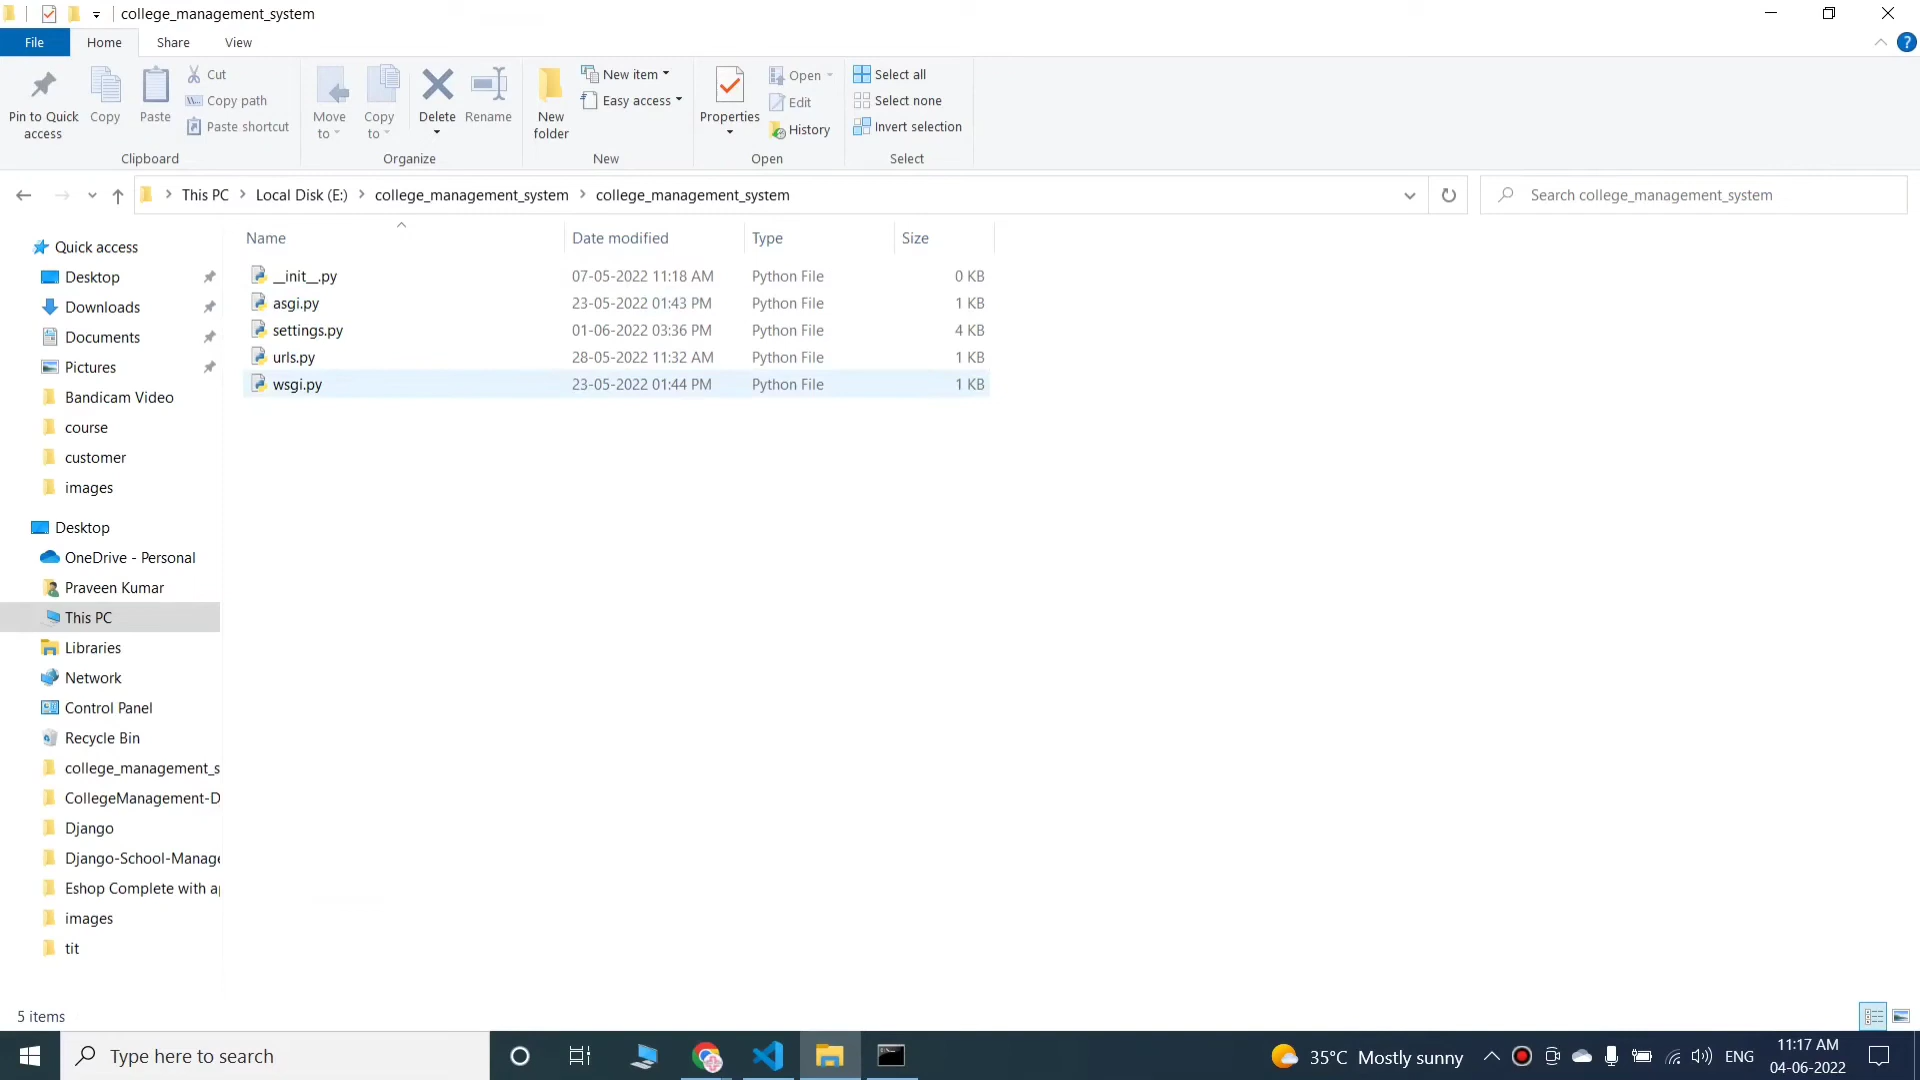 college_management_system
File Home Share View
Pin to Quick access
Copy
Paste
Cut
Copy path
Paste shortcut
Clipboard
Move to
Copy to
Delete
Rename
Organize
New folder
New item
Easy access
New
Properties
Open
Edit
History
Open
Select all
Select none
Invert selection
Select
This PC > Local Disk (E:) > college_management_system > college_management_system
Search college_management_system
Quick access
Desktop
Downloads
Documents
Pictures
Bandicam Video
course
customer
images
Desktop
OneDrive - Personal
Praveen Kumar
This PC
Libraries
Network
Control Panel
Recycle Bin
college_management_s
CollegeManagement-D
Django
Django-School-Manage
Eshop Complete with a
images
tit
Name Date modified Type Size
__init__.py 07-05-2022 11:18 AM Python File 0 KB
asgi.py 23-05-2022 01:43 PM Python File 1 KB
settings.py 01-06-2022 03:36 PM Python File 4 KB
urls.py 28-05-2022 11:32 AM Python File 1 KB
wsgi.py 23-05-2022 01:44 PM Python File 1 KB
5 items
Type here to search
35°C Mostly sunny
ENG
11:17 AM
04-06-2022